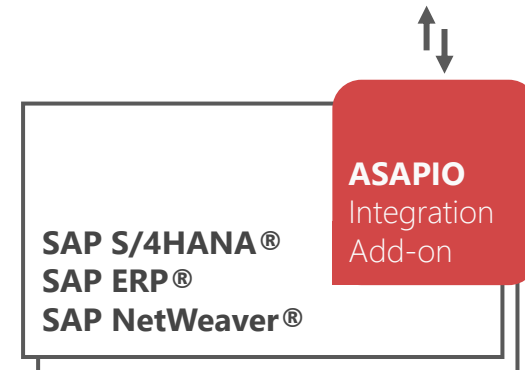 ASAPIO
Integration
Add-on
SAP S/4HANA®
SAP ERP®
SAP NetWeaver®